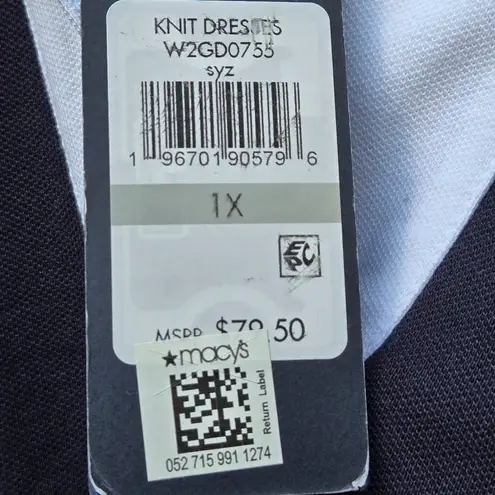 KNIT DRESSES
W2GD0755
syz
1 96701 90579 6
1X
EPC
MSRP $79.50
★macy's
Return Label
052 715 991 1274